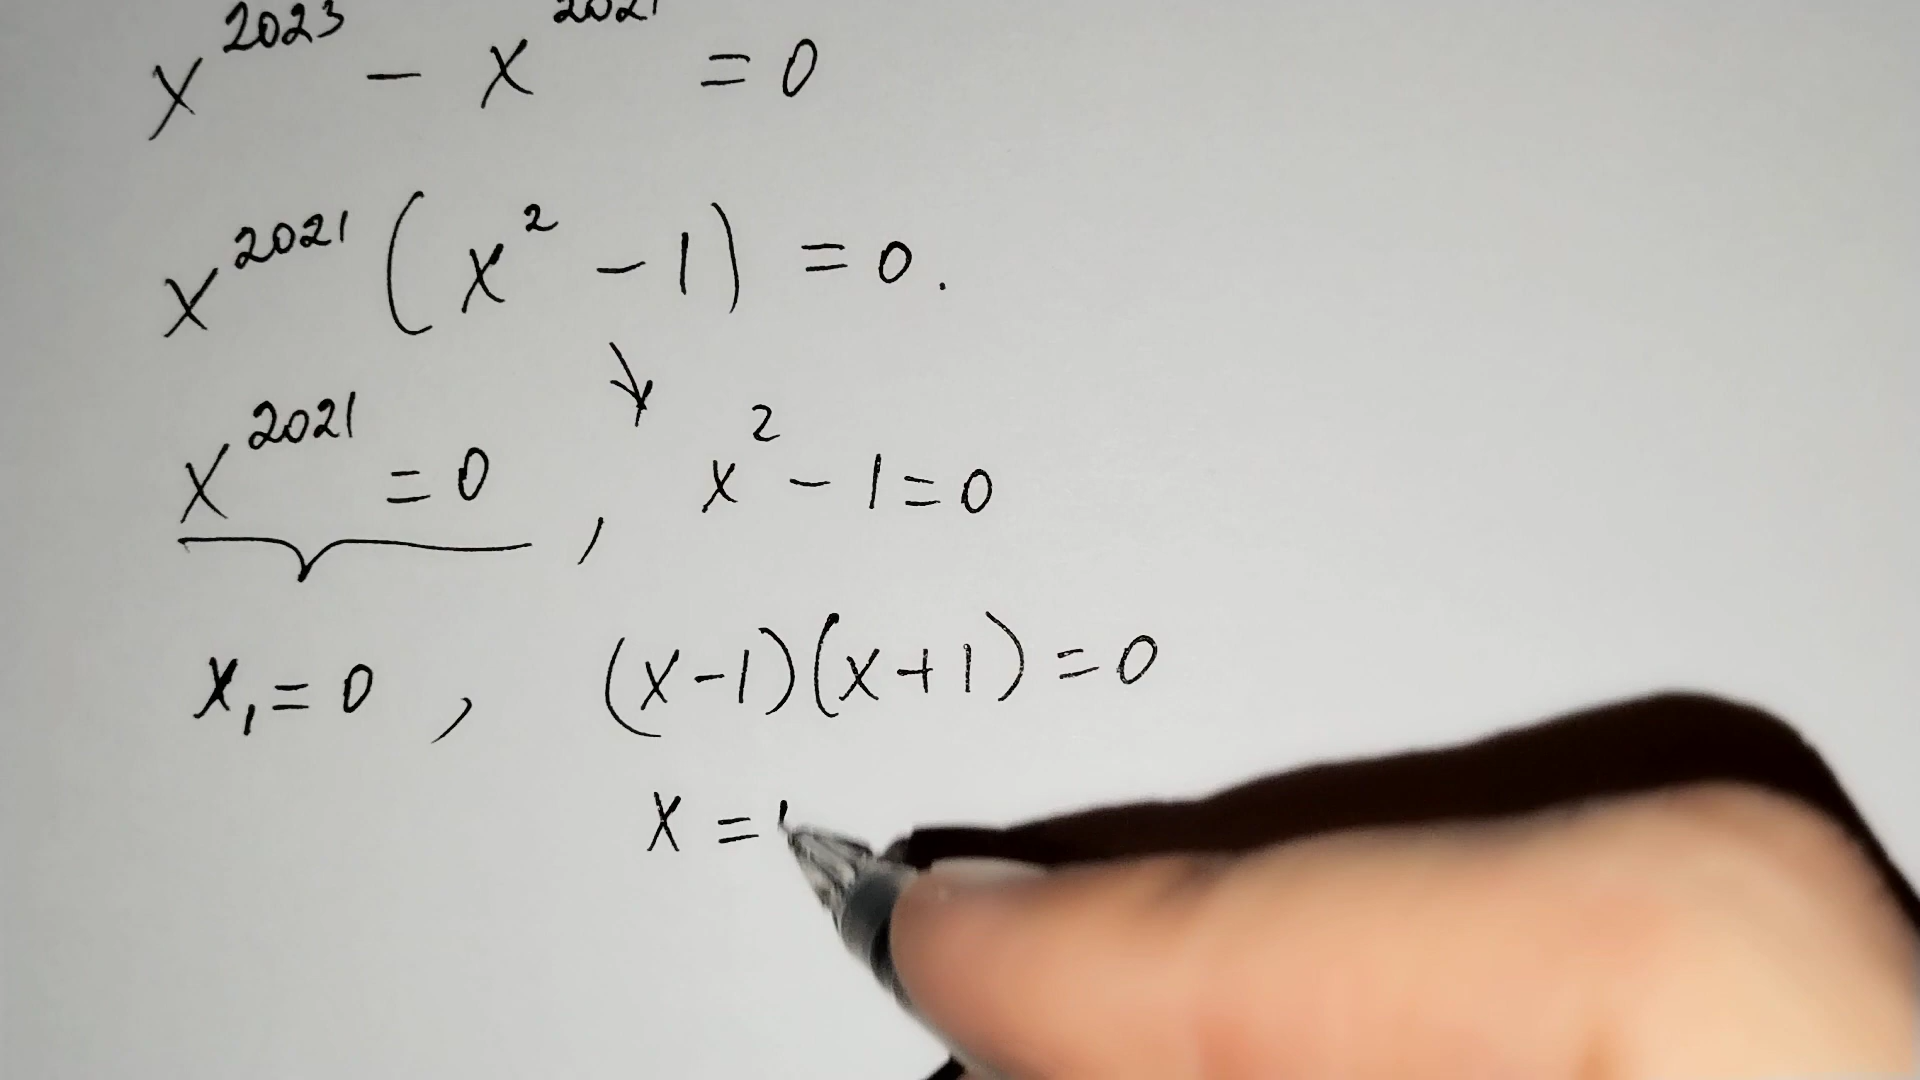 x^2023 - x^2021 = 0
x^2021 (x^2 - 1) = 0.
x^2021 = 0 , x^2 - 1 = 0
x₁ = 0 , (x-1)(x+1) = 0
x =